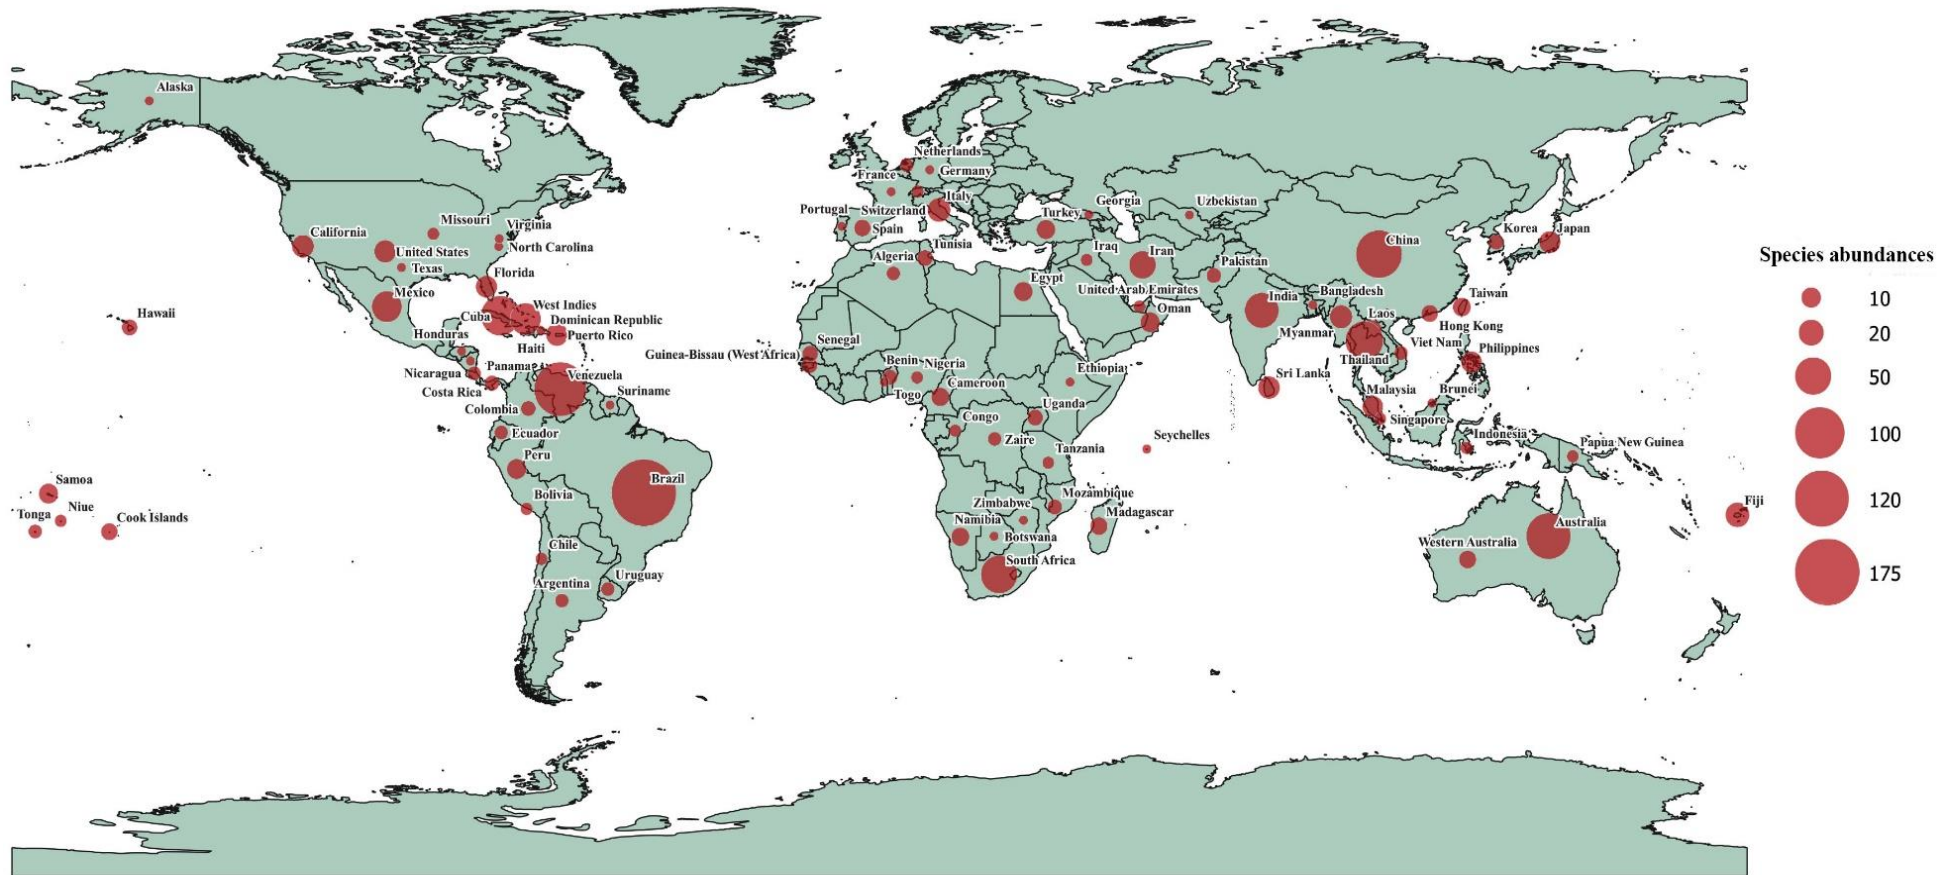 Alaska
Netherlands
France
Germany
Portugal
Switzerland
Italy
Spain
Turkey
Georgia
Uzbekistan
Missouri
Virginia
California
United States
North Carolina
Texas
Florida
Mexico
Tunisia
Algeria
Egypt
Iraq
Iran
Pakistan
United Arab Emirates
Oman
China
Korea
Japan
India
Bangladesh
Taiwan
Laos
Hong Kong
Myanmar
Viet Nam
Thailand
Philippines
Hawaii
Cuba
West Indies
Dominican Republic
Puerto Rico
Honduras
Haiti
Nicaragua
Panama
Costa Rica
Venezuela
Colombia
Suriname
Ecuador
Peru
Brazil
Bolivia
Chile
Argentina
Uruguay
Senegal
Guinea-Bissau (West Africa)
Benin
Nigeria
Togo
Cameroon
Ethiopia
Uganda
Congo
Zaire
Tanzania
Seychelles
Sri Lanka
Malaysia
Brunei
Singapore
Indonesia
Papua New Guinea
Samoa
Niue
Tonga
Cook Islands
Zimbabwe
Mozambique
Namibia
Madagascar
Botswana
South Africa
Fiji
Australia
Western Australia
Species abundances
10
20
50
100
120
175